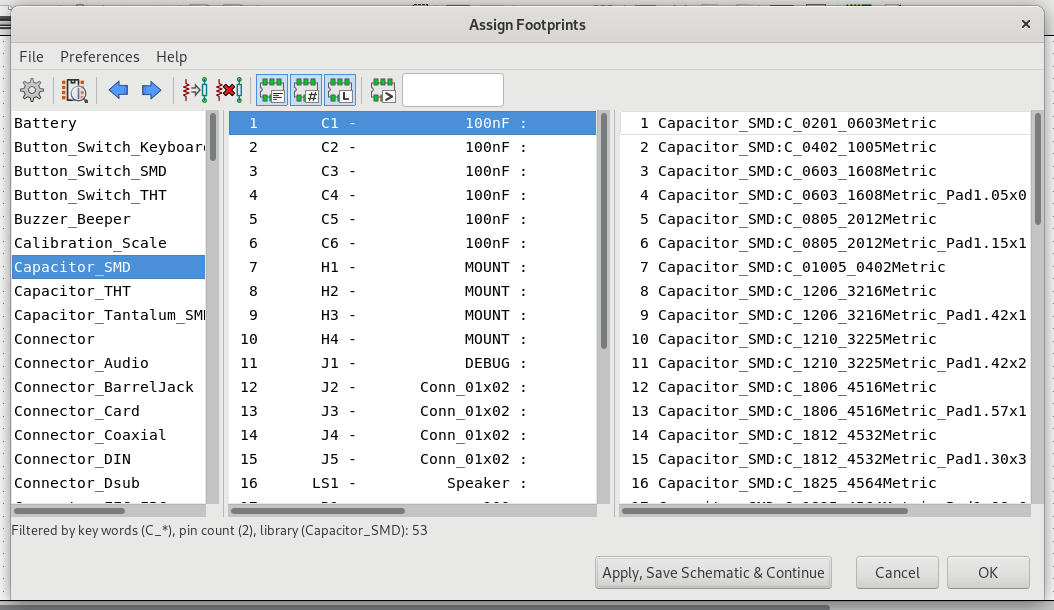 Assign Footprints
File Preferences Help
Battery
Button_Switch_Keyboar
Button_Switch_SMD
Button_Switch_THT
Buzzer_Beeper
Calibration_Scale
Capacitor_SMD
Capacitor_THT
Capacitor_Tantalum_SM
Connector
Connector_Audio
Connector_BarrelJack
Connector_Card
Connector_Coaxial
Connector_DIN
Connector_Dsub
1 C1 - 100nF :
2 C2 - 100nF :
3 C3 - 100nF :
4 C4 - 100nF :
5 C5 - 100nF :
6 C6 - 100nF :
7 H1 - MOUNT :
8 H2 - MOUNT :
9 H3 - MOUNT :
10 H4 - MOUNT :
11 J1 - DEBUG :
12 J2 - Conn_01x02 :
13 J3 - Conn_01x02 :
14 J4 - Conn_01x02 :
15 J5 - Conn_01x02 :
16 LS1 - Speaker :
1 Capacitor_SMD:C_0201_0603Metric
2 Capacitor_SMD:C_0402_1005Metric
3 Capacitor_SMD:C_0603_1608Metric
4 Capacitor_SMD:C_0603_1608Metric_Pad1.05x0
5 Capacitor_SMD:C_0805_2012Metric
6 Capacitor_SMD:C_0805_2012Metric_Pad1.15x1
7 Capacitor_SMD:C_01005_0402Metric
8 Capacitor_SMD:C_1206_3216Metric
9 Capacitor_SMD:C_1206_3216Metric_Pad1.42x1
10 Capacitor_SMD:C_1210_3225Metric
11 Capacitor_SMD:C_1210_3225Metric_Pad1.42x2
12 Capacitor_SMD:C_1806_4516Metric
13 Capacitor_SMD:C_1806_4516Metric_Pad1.57x1
14 Capacitor_SMD:C_1812_4532Metric
15 Capacitor_SMD:C_1812_4532Metric_Pad1.30x3
16 Capacitor_SMD:C_1825_4564Metric
Filtered by key words (C_*), pin count (2), library (Capacitor_SMD): 53
Apply, Save Schematic & Continue
Cancel
OK